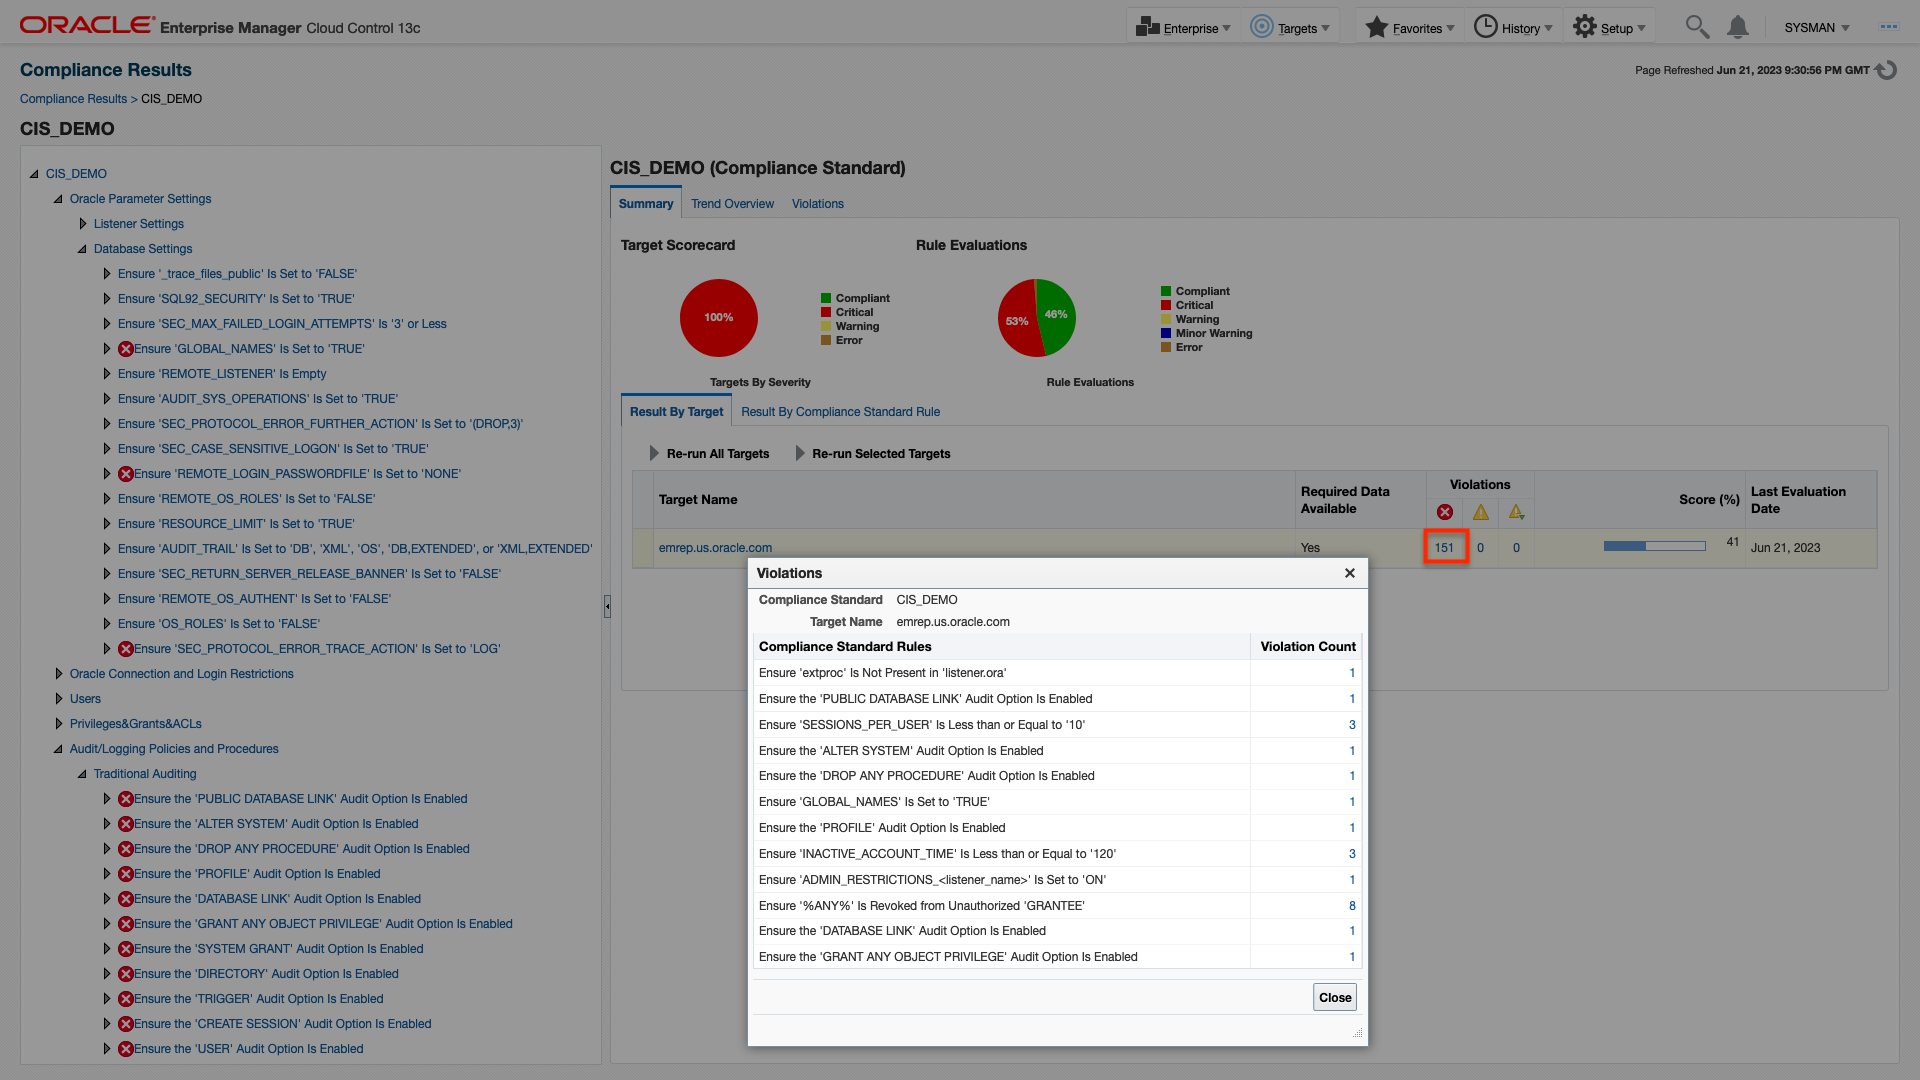 ORACLE Enterprise Manager Cloud Control 13c
Enterprise
Targets
Favorites
History
Setup
SYSMAN
Compliance Results
Page Refreshed Jun 21, 2023 9:30:56 PM GMT
Compliance Results > CIS_DEMO
CIS_DEMO
CIS_DEMO
Oracle Parameter Settings
Listener Settings
Database Settings
Ensure '_trace_files_public' Is Set to 'FALSE'
Ensure 'SQL92_SECURITY' Is Set to 'TRUE'
Ensure 'SEC_MAX_FAILED_LOGIN_ATTEMPTS' Is '3' or Less
Ensure 'GLOBAL_NAMES' Is Set to 'TRUE'
Ensure 'REMOTE_LISTENER' Is Empty
Ensure 'AUDIT_SYS_OPERATIONS' Is Set to 'TRUE'
Ensure 'SEC_PROTOCOL_ERROR_FURTHER_ACTION' Is Set to '(DROP,3)'
Ensure 'SEC_CASE_SENSITIVE_LOGON' Is Set to 'TRUE'
Ensure 'REMOTE_LOGIN_PASSWORDFILE' Is Set to 'NONE'
Ensure 'REMOTE_OS_ROLES' Is Set to 'FALSE'
Ensure 'RESOURCE_LIMIT' Is Set to 'TRUE'
Ensure 'AUDIT_TRAIL' Is Set to 'DB', 'XML', 'OS', 'DB,EXTENDED', or 'XML,EXTENDED'
Ensure 'SEC_RETURN_SERVER_RELEASE_BANNER' Is Set to 'FALSE'
Ensure 'REMOTE_OS_AUTHENT' Is Set to 'FALSE'
Ensure 'OS_ROLES' Is Set to 'FALSE'
Ensure 'SEC_PROTOCOL_ERROR_TRACE_ACTION' Is Set to 'LOG'
Oracle Connection and Login Restrictions
Users
Privileges&Grants&ACLs
Audit/Logging Policies and Procedures
Traditional Auditing
Ensure the 'PUBLIC DATABASE LINK' Audit Option Is Enabled
Ensure the 'ALTER SYSTEM' Audit Option Is Enabled
Ensure the 'DROP ANY PROCEDURE' Audit Option Is Enabled
Ensure the 'PROFILE' Audit Option Is Enabled
Ensure the 'DATABASE LINK' Audit Option Is Enabled
Ensure the 'GRANT ANY OBJECT PRIVILEGE' Audit Option Is Enabled
Ensure the 'SYSTEM GRANT' Audit Option Is Enabled
Ensure the 'DIRECTORY' Audit Option Is Enabled
Ensure the 'TRIGGER' Audit Option Is Enabled
Ensure the 'CREATE SESSION' Audit Option Is Enabled
Ensure the 'USER' Audit Option Is Enabled
CIS_DEMO (Compliance Standard)
Summary Trend Overview Violations
Target Scorecard
100%
Compliant
Critical
Warning
Error
Targets By Severity
Rule Evaluations
53% 46%
Compliant
Critical
Warning
Minor Warning
Error
Rule Evaluations
Result By Target Result By Compliance Standard Rule
Re-run All Targets Re-run Selected Targets
Target Name Required Data Available Violations Score (%) Last Evaluation Date
emrep.us.oracle.com Yes 151 0 0 41 Jun 21, 2023
Violations
Compliance Standard CIS_DEMO
Target Name emrep.us.oracle.com
Compliance Standard Rules Violation Count
Ensure 'extproc' Is Not Present in 'listener.ora' 1
Ensure the 'PUBLIC DATABASE LINK' Audit Option Is Enabled 1
Ensure 'SESSIONS_PER_USER' Is Less than or Equal to '10' 3
Ensure the 'ALTER SYSTEM' Audit Option Is Enabled 1
Ensure the 'DROP ANY PROCEDURE' Audit Option Is Enabled 1
Ensure 'GLOBAL_NAMES' Is Set to 'TRUE' 1
Ensure the 'PROFILE' Audit Option Is Enabled 1
Ensure 'INACTIVE_ACCOUNT_TIME' Is Less than or Equal to '120' 3
Ensure 'ADMIN_RESTRICTIONS_<listener_name>' Is Set to 'ON' 1
Ensure '%ANY%' Is Revoked from Unauthorized 'GRANTEE' 8
Ensure the 'DATABASE LINK' Audit Option Is Enabled 1
Ensure the 'GRANT ANY OBJECT PRIVILEGE' Audit Option Is Enabled 1
Close